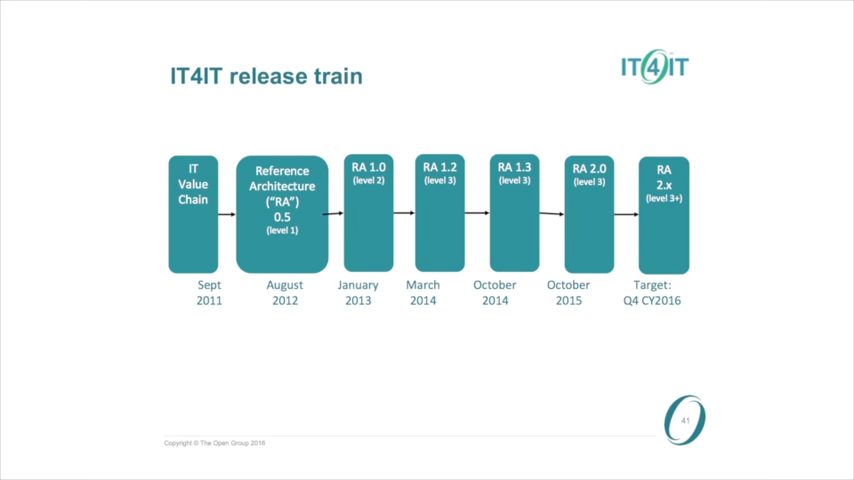 IT4IT release train
IT4IT
IT
Value
Chain
Reference
Architecture
("RA")
0.5
(level 1)
RA 1.0
(level 2)
RA 1.2
(level 3)
RA 1.3
(level 3)
RA 2.0
(level 3)
RA
2.x
(level 3+)
Sept
2011
August
2012
January
2013
March
2014
October
2014
October
2015
Target:
Q4 CY2016
41
Copyright © The Open Group 2016